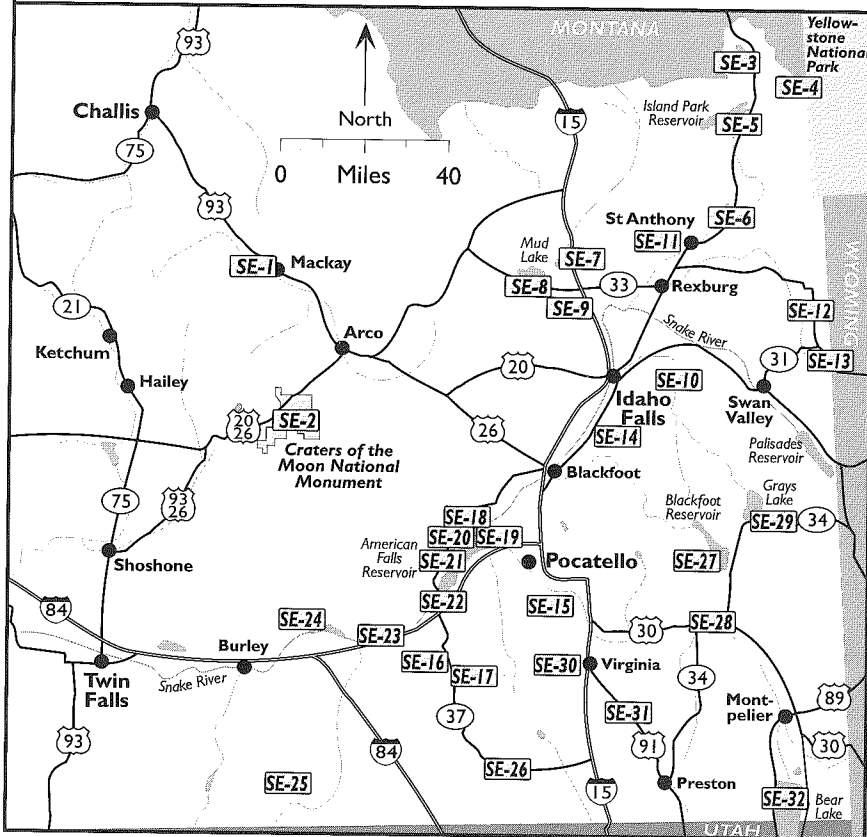 MONTANA
Yellow-
stone
National
Park
93
SE-3
SE-4
Challis
North
15
Island Park
Reservoir
SE-5
75
0 Miles 40
93
St Anthony
SE-6
SE-11
WYOMING
SE-1
Mackay
Mud
Lake
SE-7
SE-8
33
Rexburg
SE-9
21
Snake River
SE-12
Ketchum
Arco
31
SE-13
Hailey
20
Idaho
Falls
SE-10
Swan
Valley
20
26
SE-2
26
SE-14
Craters of the
Moon National
Monument
Palisades
Reservoir
Blackfoot
75
93
26
Blackfoot
Reservoir
Grays
Lake
SE-18
SE-29
34
SE-20
SE-19
American
Falls
Reservoir
SE-21
Pocatello
SE-27
Shoshone
84
SE-22
SE-15
SE-24
SE-28
Burley
SE-23
30
Twin
Falls
Snake River
SE-16
SE-17
SE-30
Virginia
34
89
Mont-
pelier
37
SE-31
93
84
91
30
SE-26
SE-25
15
Preston
SE-32
Bear
Lake
UTAH